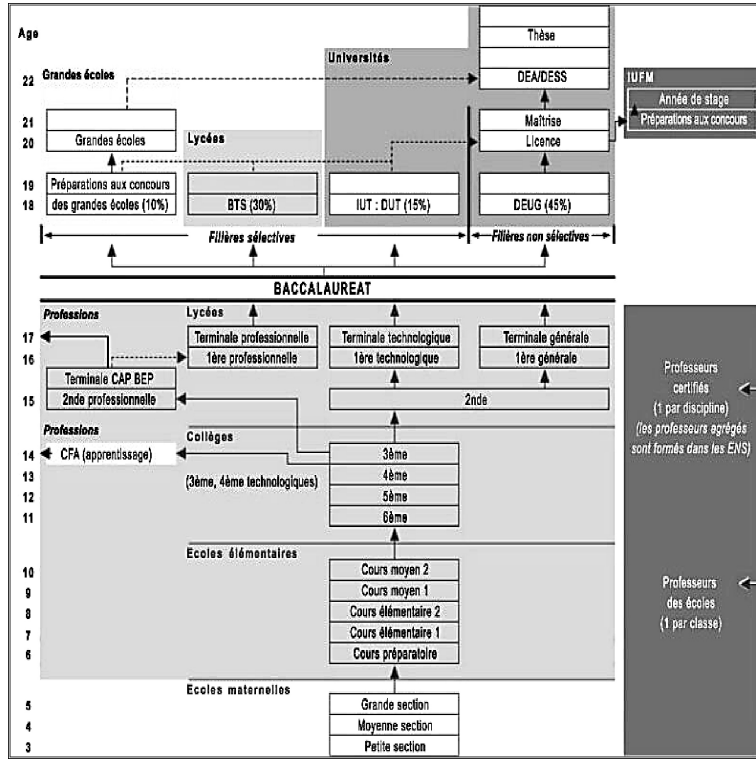 Age
Thèse
Universités
22 Grandes écoles
DEA/DESS
IUFM
21
Maîtrise
Année de stage
20
Grandes écoles
Lycées
Licence
Préparations aux concours
19
Préparations aux concours
18
des grandes écoles (10%)
BTS (30%)
IUT : DUT (15%)
DEUG (45%)
Filières sélectives
Filières non sélectives
BACCALAUREAT
Professions
Lycées
17
Terminale professionnelle
Terminale technologique
Terminale générale
16
1ère professionnelle
1ère technologique
1ère générale
Terminale CAP BEP
15
2nde professionnelle
2nde
Professeurs
certifiés
(1 par discipline)
(les professeurs agrégés
sont formés dans les ENS)
Professions
Collèges
14
CFA (apprentissage)
3ème
13
(3ème, 4ème technologiques)
4ème
12
5ème
11
6ème
Ecoles élémentaires
10
Cours moyen 2
9
Cours moyen 1
8
Cours élémentaire 2
7
Cours élémentaire 1
6
Cours préparatoire
Professeurs
des écoles
(1 par classe)
Ecoles maternelles
5
Grande section
4
Moyenne section
3
Petite section